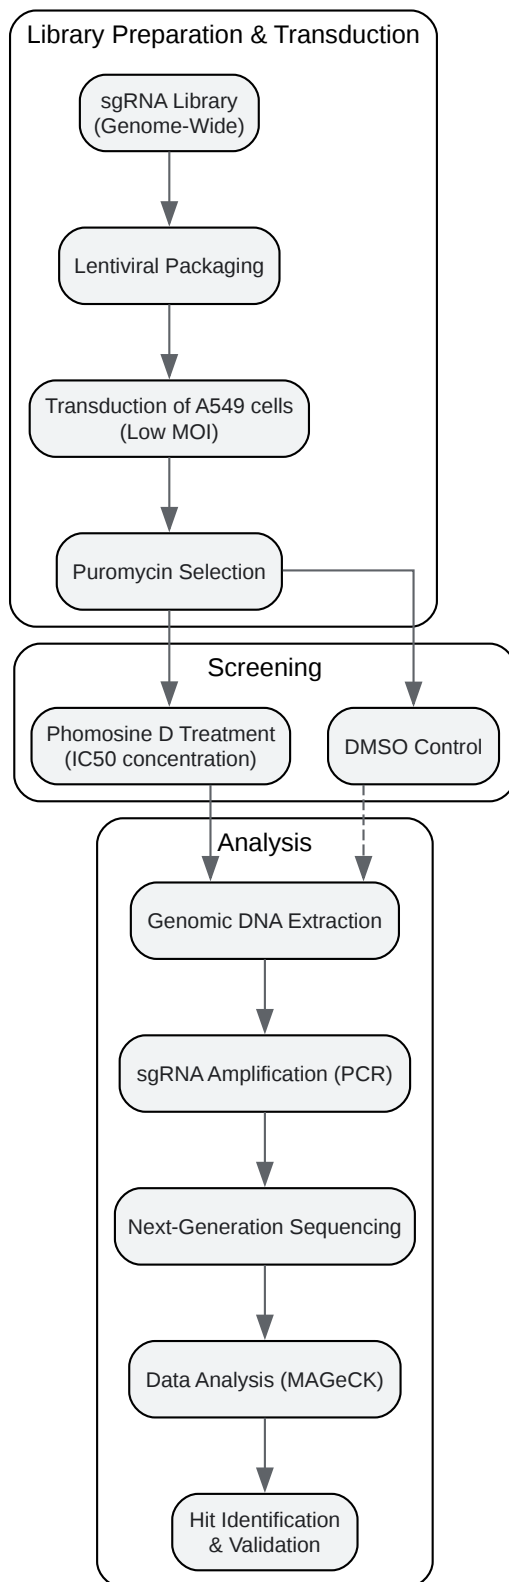 Library Preparation & Transduction
sgRNA Library
(Genome-Wide)
Lentiviral Packaging
Transduction of A549 cells
(Low MOI)
Puromycin Selection
Screening
Phomosine D Treatment
(IC50 concentration)
DMSO Control
Analysis
Genomic DNA Extraction
sgRNA Amplification (PCR)
Next-Generation Sequencing
Data Analysis (MAGeCK)
Hit Identification
& Validation